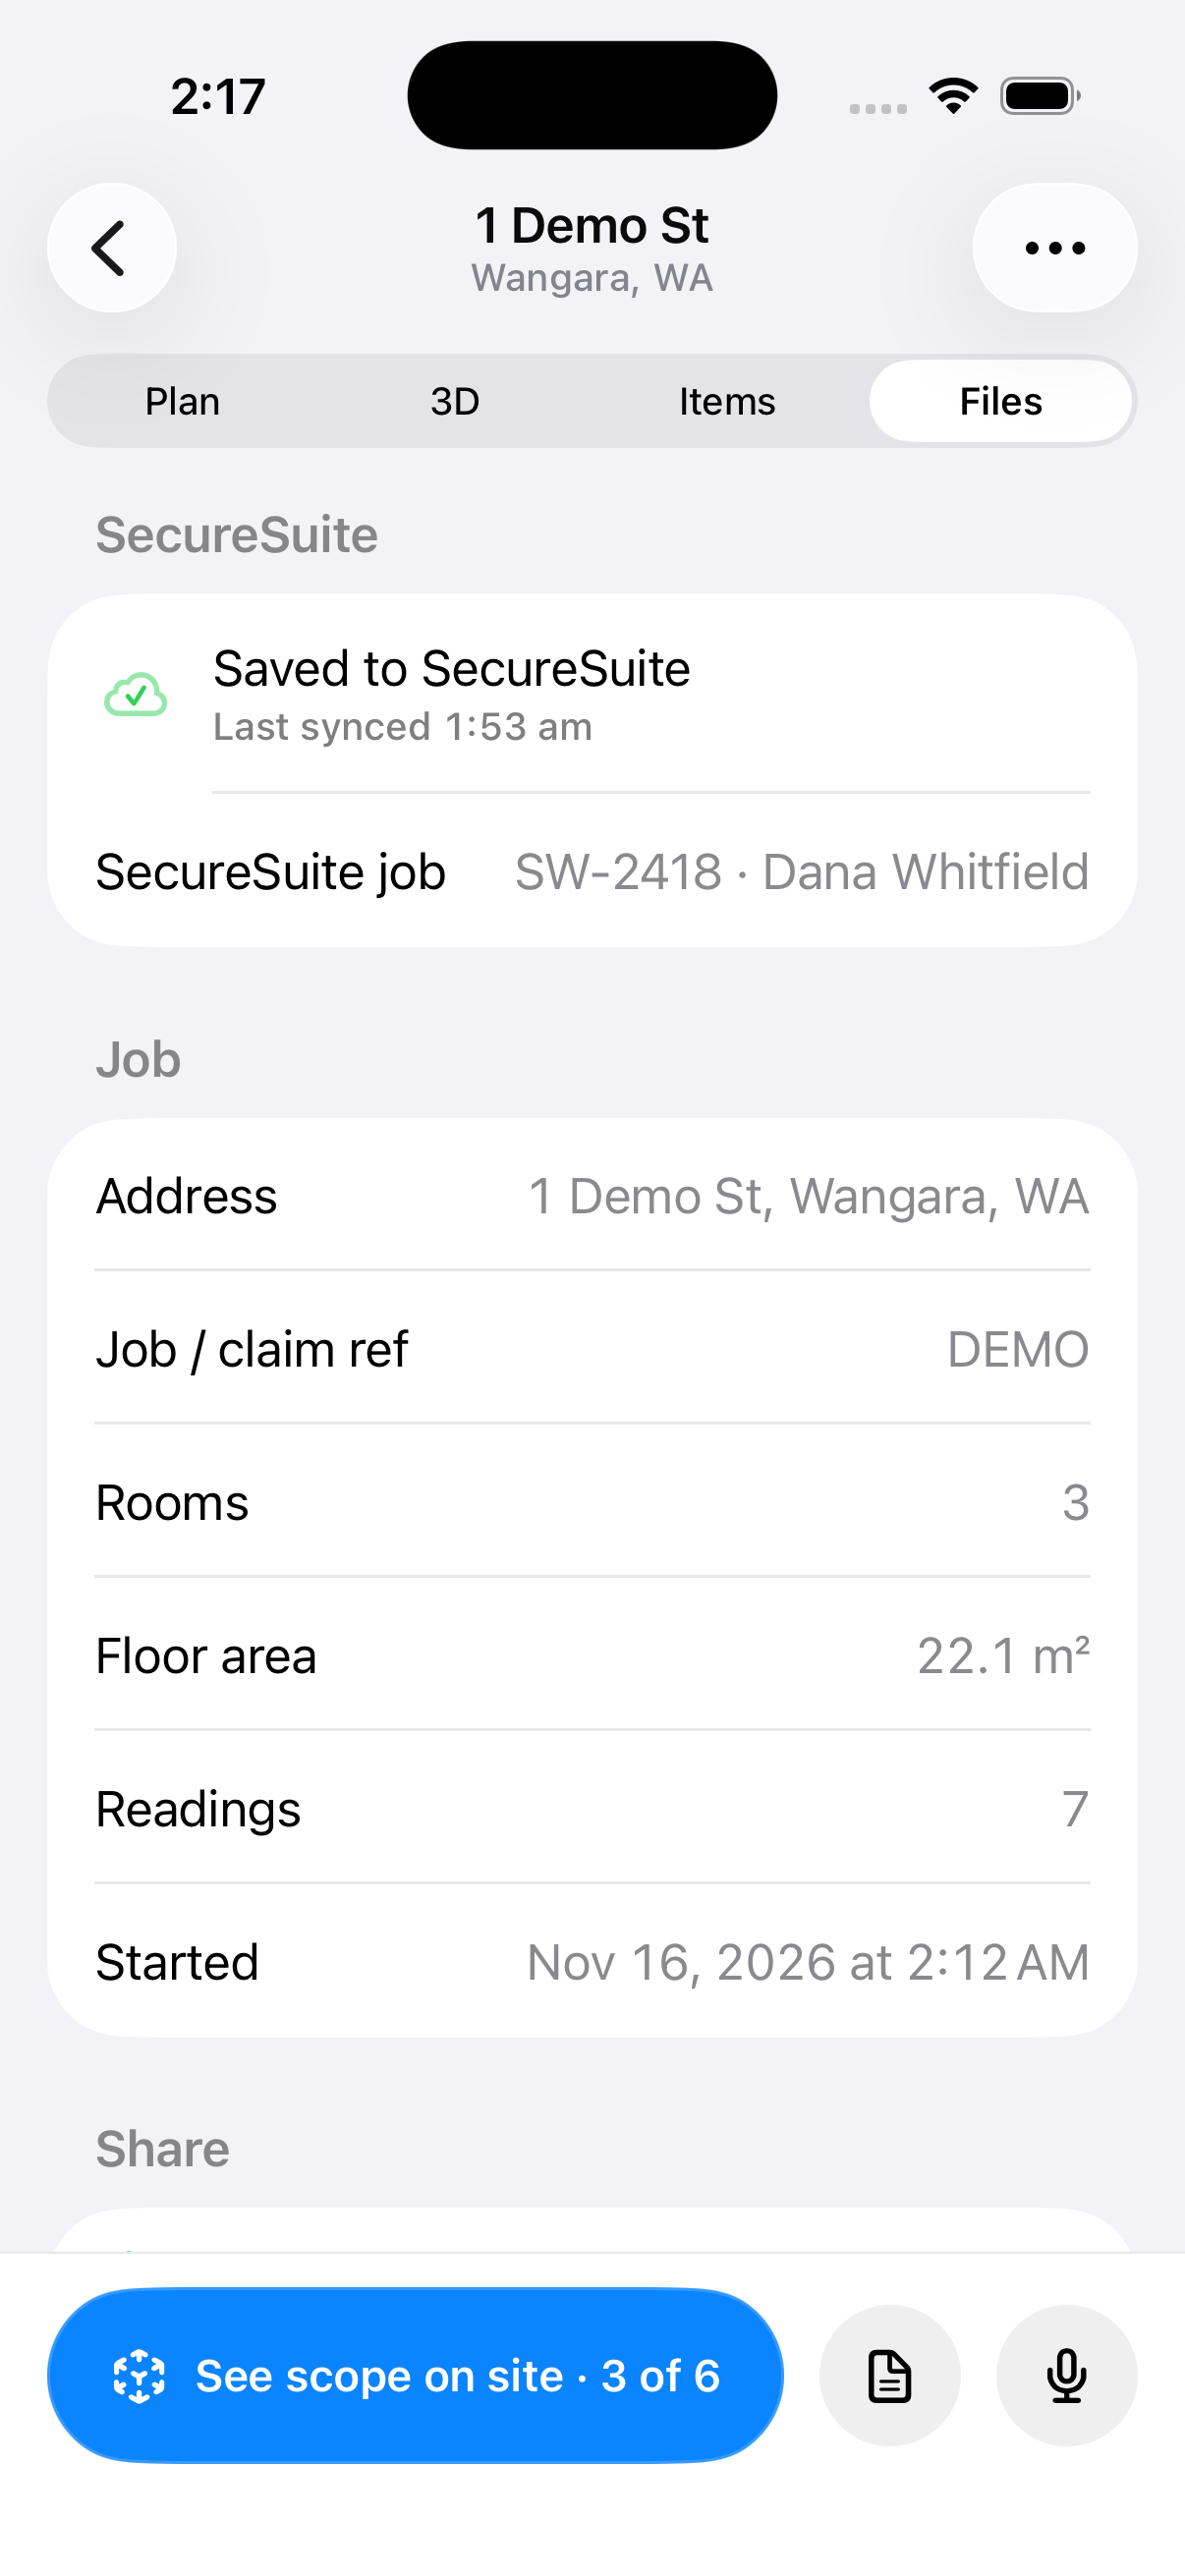 2:17
1 Demo St
Wangara, WA
Plan 3D Items Files
SecureSuite
Saved to SecureSuite
Last synced 1:53 am
SecureSuite job SW-2418 · Dana Whitfield
Job
Address 1 Demo St, Wangara, WA
Job / claim ref DEMO
Rooms 3
Floor area 22.1 m²
Readings 7
Started Nov 16, 2026 at 2:12 AM
Share
See scope on site · 3 of 6